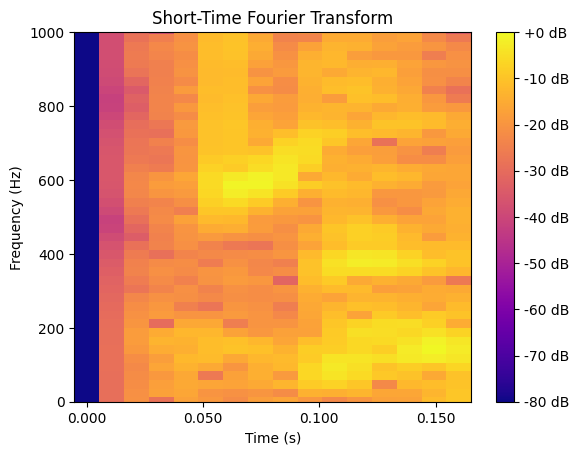 Short-Time Fourier Transform
1000
800
600
400
200
0
Frequency (Hz)
0.000
0.050
0.100
0.150
Time (s)
+0 dB
-10 dB
-20 dB
-30 dB
-40 dB
-50 dB
-60 dB
-70 dB
-80 dB